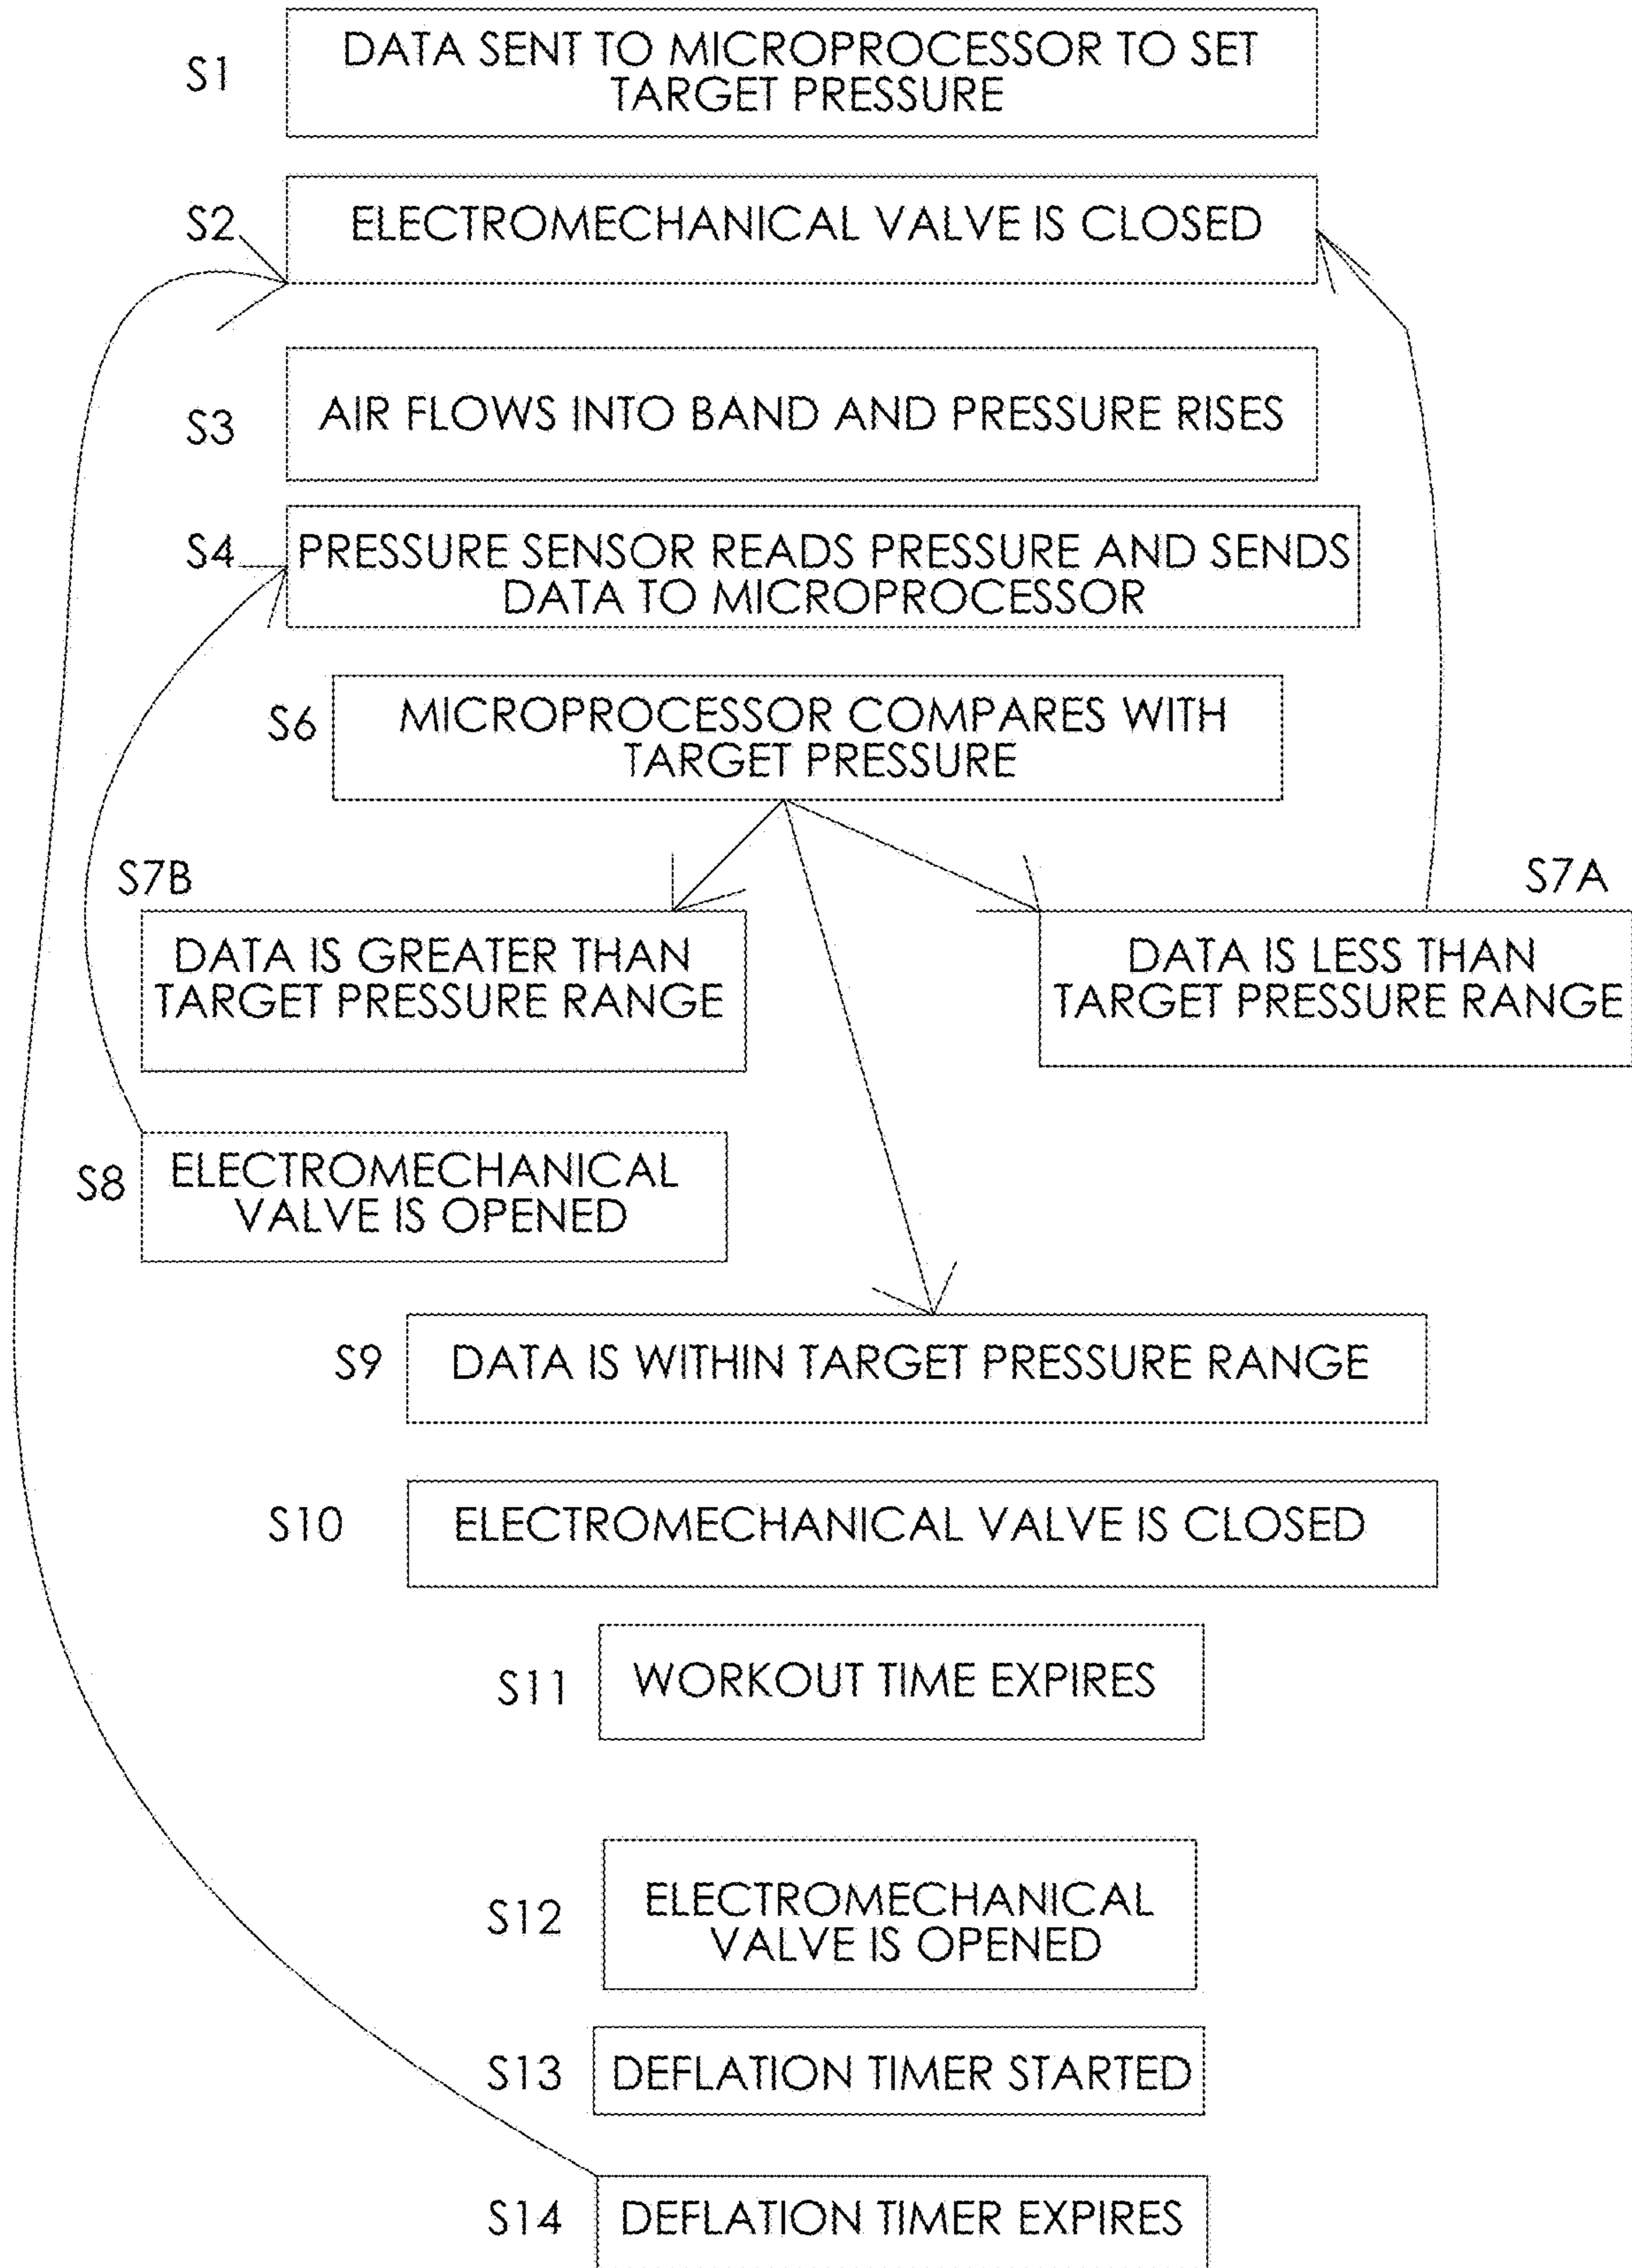 S1
DATA SENT TO MICROPROCESSOR TO SET
TARGET PRESSURE
S2
ELECTROMECHANICAL VALVE IS CLOSED
S3
AIR FLOWS INTO BAND AND PRESSURE RISES
S4
PRESSURE SENSOR READS PRESSURE AND SENDS
DATA TO MICROPROCESSOR
S6
MICROPROCESSOR COMPARES WITH
TARGET PRESSURE
S7B
DATA IS GREATER THAN
TARGET PRESSURE RANGE
S7A
DATA IS LESS THAN
TARGET PRESSURE RANGE
S8
ELECTROMECHANICAL
VALVE IS OPENED
S9
DATA IS WITHIN TARGET PRESSURE RANGE
S10
ELECTROMECHANICAL VALVE IS CLOSED
S11
WORKOUT TIME EXPIRES
S12
ELECTROMECHANICAL
VALVE IS OPENED
S13
DEFLATION TIMER STARTED
S14
DEFLATION TIMER EXPIRES